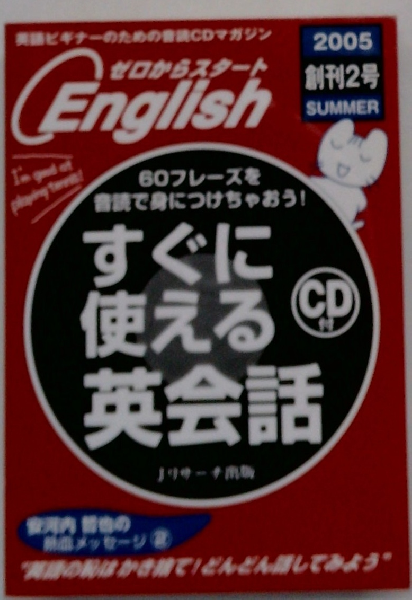 英語ビギナーのための音読CDマガジン
ゼロからスタート
English
2005
創刊2号
SUMMER
I'm good at
playing tennis!
60フレーズを
音読で身につけちゃおう!
すぐに
使える
英会話
CD
付
Jリサーチ出版
安河内 哲也の
熱血メッセージ②
"英語の恥はかき捨て!どんどん話してみよう"